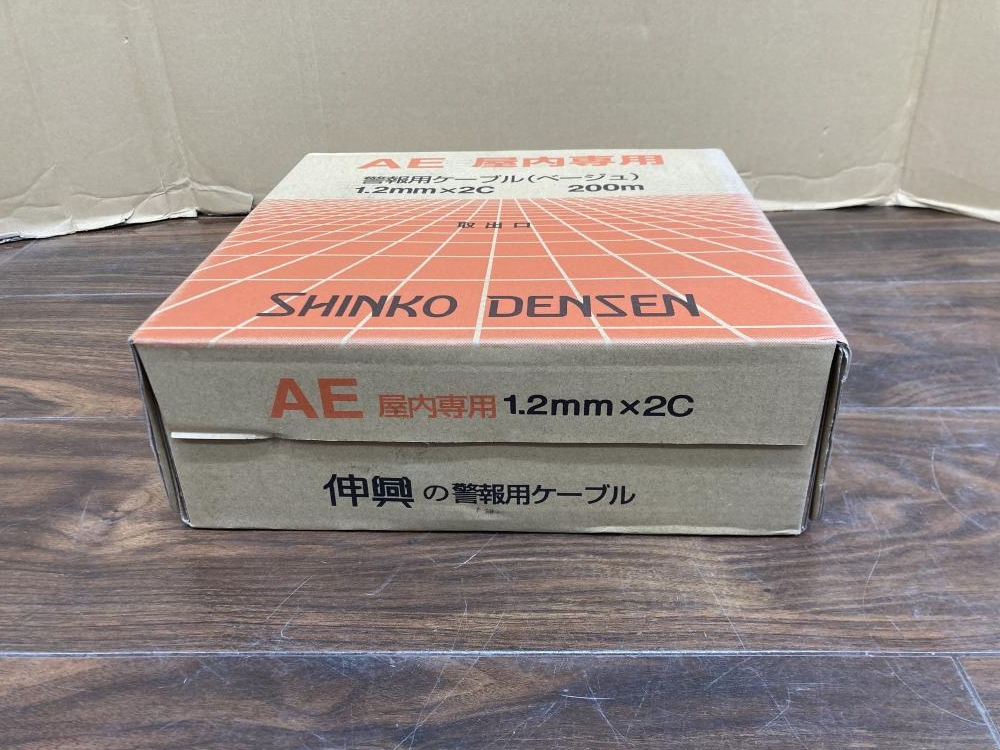 AE 屋内専用
警報用ケーブル(ベージュ)
1.2mm×2C 200m
取出口
SHINKO DENSEN
AE 屋内専用 1.2mm×2C
伸興の警報用ケーブル